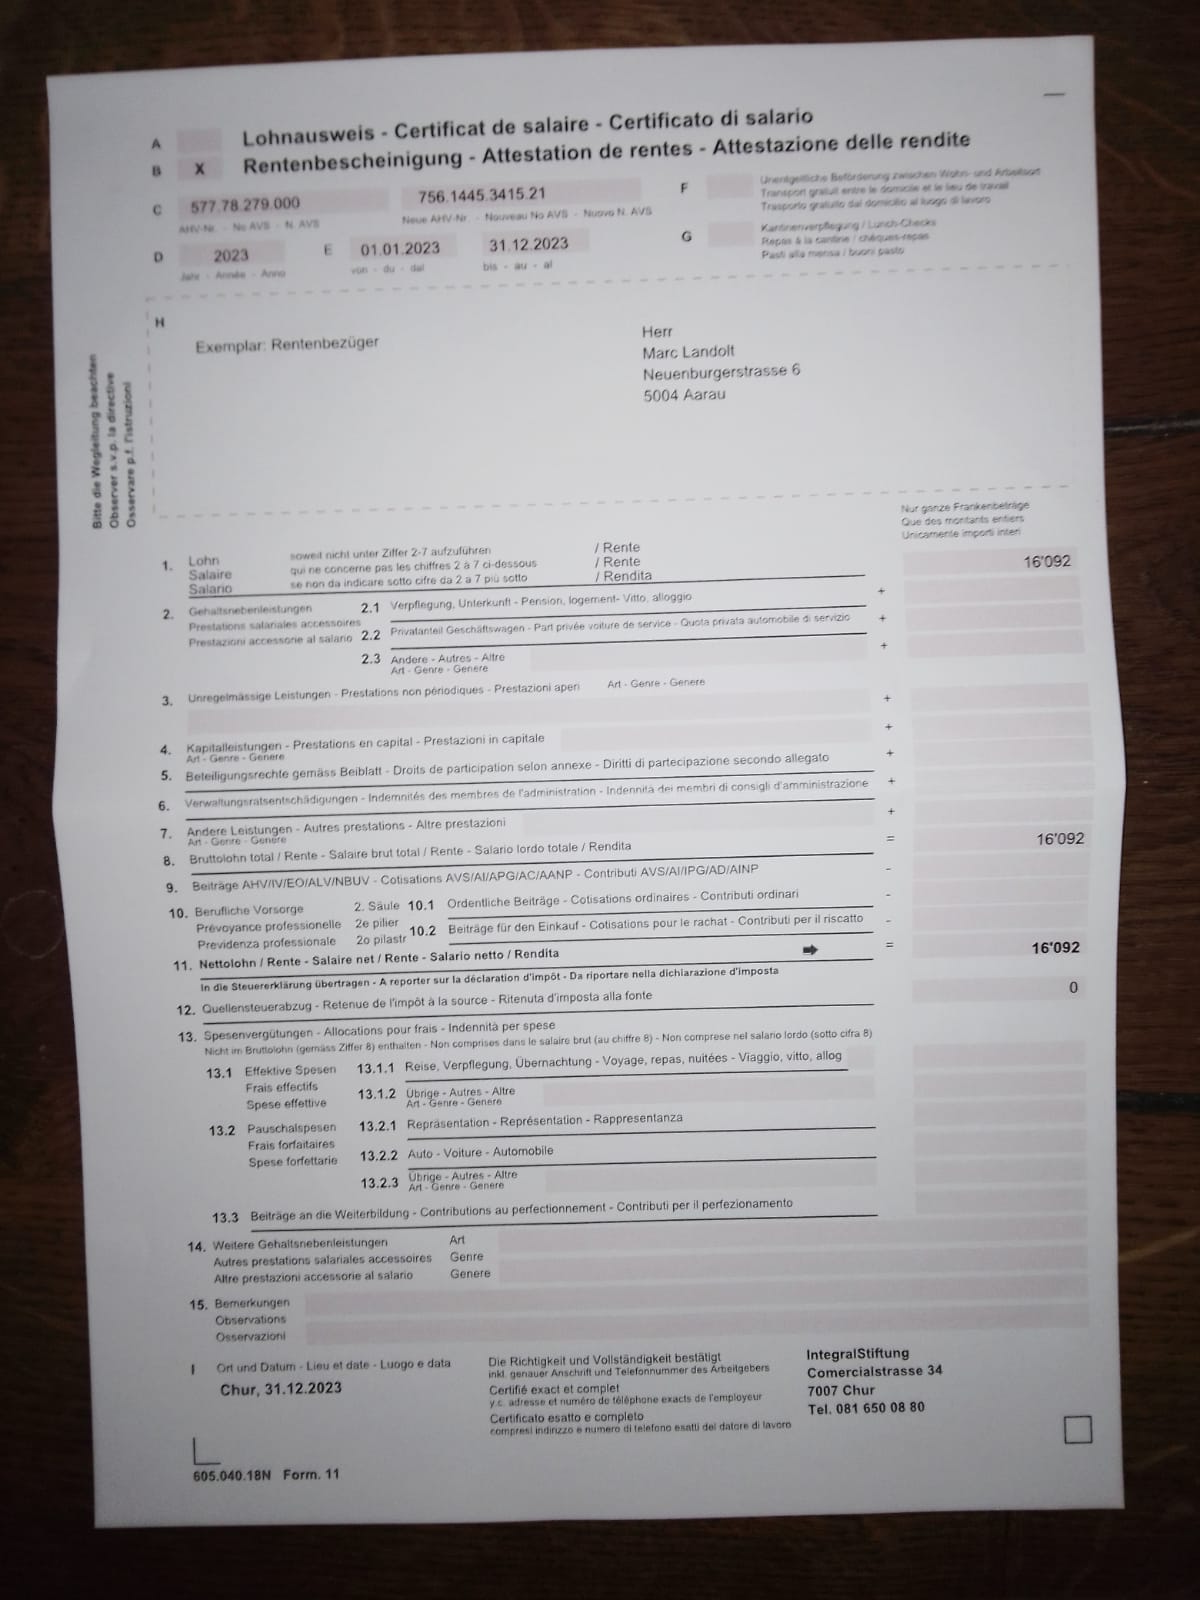 A Lohnausweis - Certificat de salaire - Certificato di salario
B X Rentenbescheinigung - Attestation de rentes - Attestazione delle rendite
C 577.78.279.000 756.1445.3415.21 F Unentgeltliche Beförderung zwischen Wohn- und Arbeitsort
Transport gratuit entre le domicile et le lieu de travail
Trasporto gratuito dal domicilio al luogo di lavoro
AHV-Nr. - No AVS - N. AVS Neue AHV-Nr. - Nouveau No AVS - Nuovo N. AVS
G Kantinenverpflegung / Lunch-Checks
Repas à la cantine / chèques-repas
Pasti alla mensa / buoni pasto
D 2023 E 01.01.2023 31.12.2023
Jahr - Année - Anno von - du - dal bis - au - al
H
Exemplar: Rentenbezüger
Herr
Marc Landolt
Neuenburgerstrasse 6
5004 Aarau
Bitte die Wegleitung beachten
Observer s.v.p. la directive
Osservare p.f. l'istruzioni
Nur ganze Frankenbeträge
Que des montants entiers
Unicamente importi interi
1. Lohn soweit nicht unter Ziffer 2-7 aufzuführen / Rente 16'092
Salaire qui ne concerne pas les chiffres 2 à 7 ci-dessous / Rente
Salario se non da indicare sotto cifre da 2 a 7 più sotto / Rendita
2. Gehaltsnebenleistungen 2.1 Verpflegung, Unterkunft - Pension, logement- Vitto, alloggio +
Prestations salariales accessoires 2.2 Privatanteil Geschäftswagen - Part privée voiture de service - Quota privata automobile di servizio +
Prestazioni accessorie al salario
2.3 Andere - Autres - Altre +
Art - Genre - Genere
3. Unregelmässige Leistungen - Prestations non périodiques - Prestazioni aperi Art - Genre - Genere +
4. Kapitalleistungen - Prestations en capital - Prestazioni in capitale +
Art - Genre - Genere
5. Beteiligungsrechte gemäss Beiblatt - Droits de participation selon annexe - Diritti di partecipazione secondo allegato +
6. Verwaltungsratsentschädigungen - Indemnités des membres de l'administration - Indennità dei membri di consigli d'amministrazione +
7. Andere Leistungen - Autres prestations - Altre prestazioni +
Art - Genre - Genere
8. Bruttolohn total / Rente - Salaire brut total / Rente - Salario lordo totale / Rendita = 16'092
9. Beiträge AHV/IV/EO/ALV/NBUV - Cotisations AVS/AI/APG/AC/AANP - Contributi AVS/AI/IPG/AD/AINP -
10. Berufliche Vorsorge 2. Säule 10.1 Ordentliche Beiträge - Cotisations ordinaires - Contributi ordinari -
Prévoyance professionelle 2e pilier 10.2 Beiträge für den Einkauf - Cotisations pour le rachat - Contributi per il riscatto -
Previdenza professionale 2o pilastr
11. Nettolohn / Rente - Salaire net / Rente - Salario netto / Rendita = 16'092
In die Steuererklärung übertragen - A reporter sur la déclaration d'impôt - Da riportare nella dichiarazione d'imposta
12. Quellensteuerabzug - Retenue de l'impôt à la source - Ritenuta d'imposta alla fonte 0
13. Spesenvergütungen - Allocations pour frais - Indennità per spese
Nicht im Bruttolohn (gemäss Ziffer 8) enthalten - Non comprises dans le salaire brut (au chiffre 8) - Non comprese nel salario lordo (sotto cifra 8)
13.1 Effektive Spesen 13.1.1 Reise, Verpflegung, Übernachtung - Voyage, repas, nuitées - Viaggio, vitto, allog
Frais effectifs 13.1.2 Übrige - Autres - Altre
Spese effettive Art - Genre - Genere
13.2 Pauschalspesen 13.2.1 Repräsentation - Représentation - Rappresentanza
Frais forfaitaires 13.2.2 Auto - Voiture - Automobile
Spese forfettarie
13.2.3 Übrige - Autres - Altre
Art - Genre - Genere
13.3 Beiträge an die Weiterbildung - Contributions au perfectionnement - Contributi per il perfezionamento
14. Weitere Gehaltsnebenleistungen Art
Autres prestations salariales accessoires Genre
Altre prestazioni accessorie al salario Genere
15. Bemerkungen
Observations
Osservazioni
I Ort und Datum - Lieu et date - Luogo e data
Chur, 31.12.2023
Die Richtigkeit und Vollständigkeit bestätigt
inkl. genauer Anschrift und Telefonnummer des Arbeitgebers
Certifié exact et complet
y.c. adresse et numéro de téléphone exacts de l'employeur
Certificato esatto e completo
compresi indirizzo e numero di telefono esatti del datore di lavoro
IntegralStiftung
Comercialstrasse 34
7007 Chur
Tel. 081 650 08 80
605.040.18N Form. 11